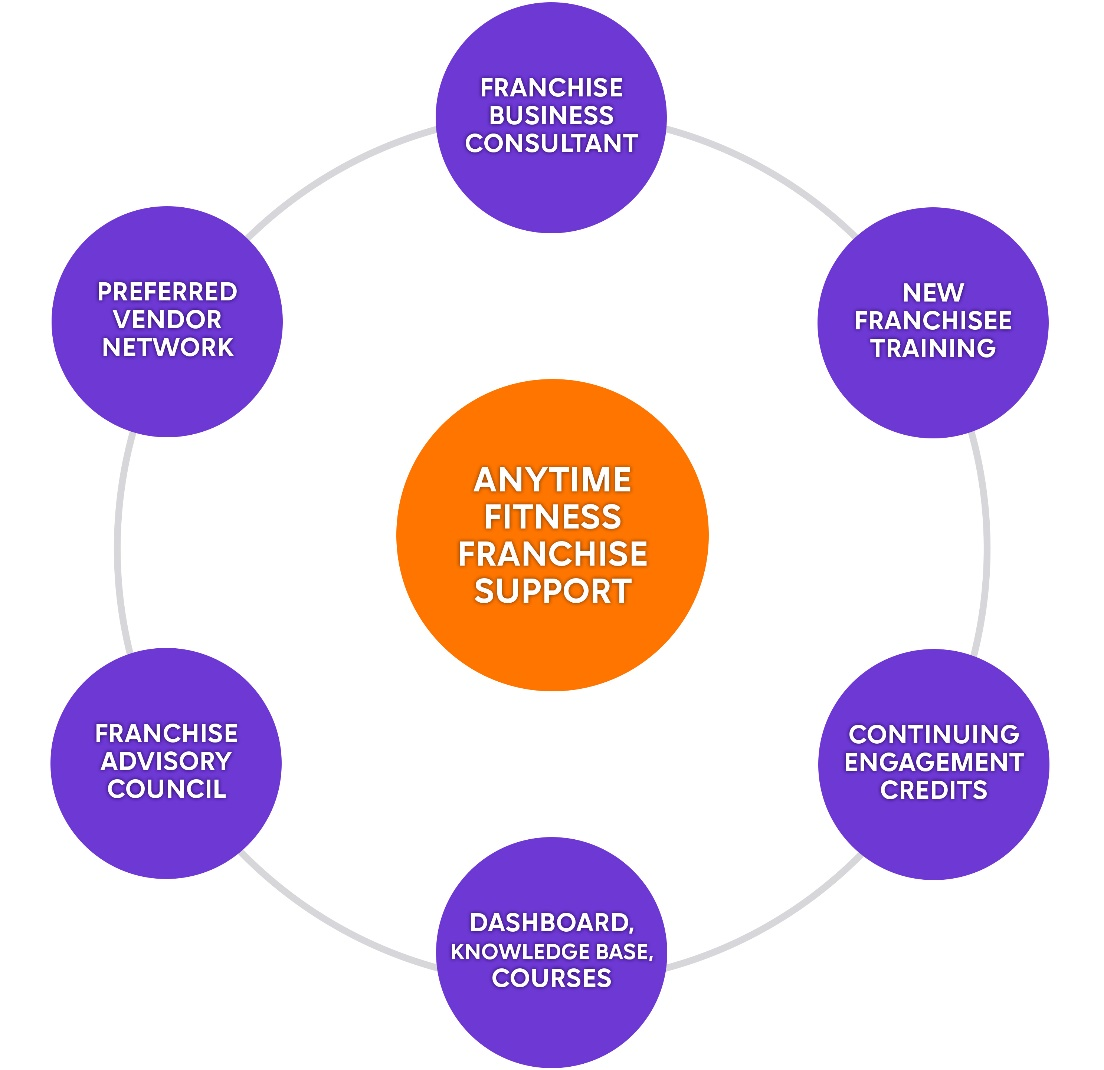 FRANCHISE
BUSINESS
CONSULTANT
PREFERRED
VENDOR
NETWORK
NEW
FRANCHISEE
TRAINING
ANYTIME
FITNESS
FRANCHISE
SUPPORT
FRANCHISE
ADVISORY
COUNCIL
CONTINUING
ENGAGEMENT
CREDITS
DASHBOARD,
KNOWLEDGE BASE,
COURSES